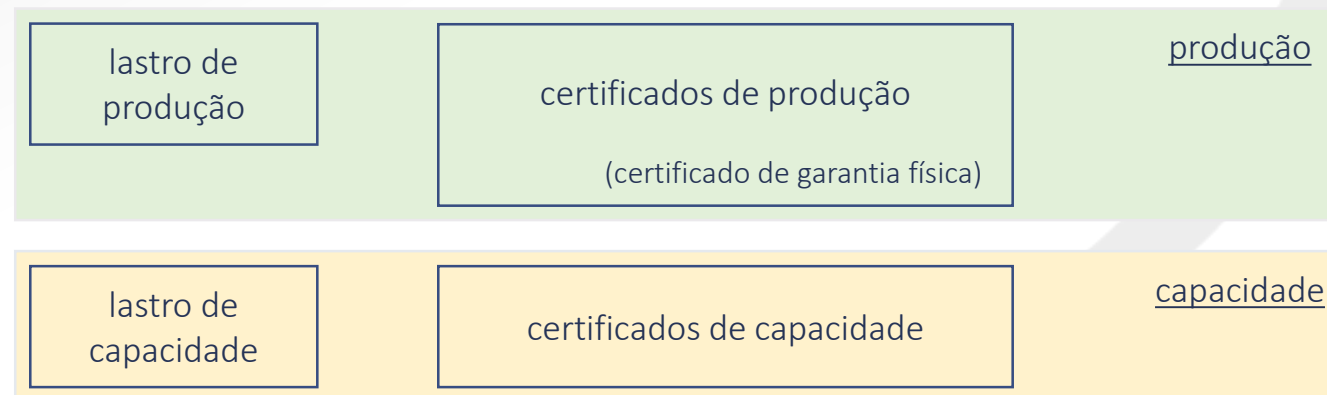 lastro de
produção
certificados de produção
(certificado de garantia física)
produção
lastro de
capacidade
certificados de capacidade
capacidade